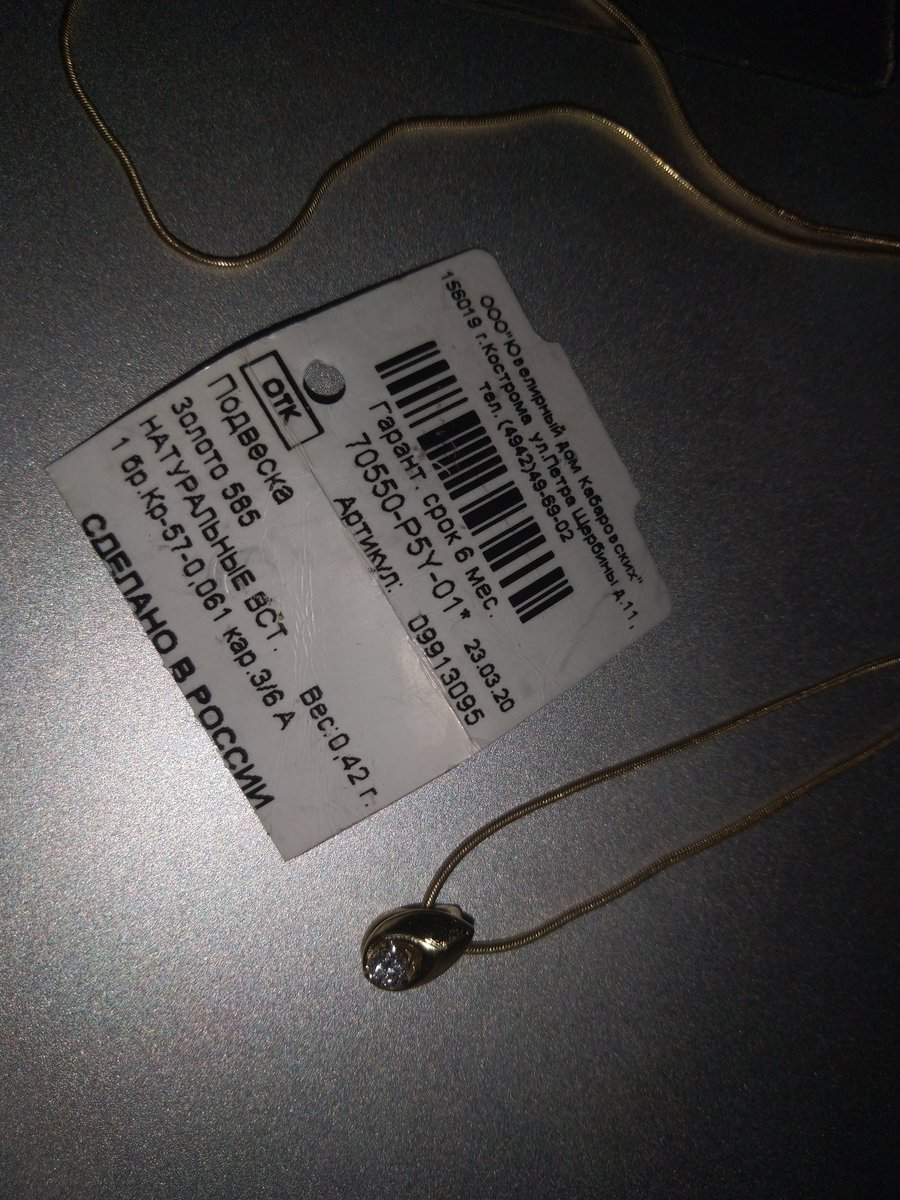 ООО"Ювелирный дом Кабаровских"
156019 г.Кострома ул.Петра Щербины д.11,
тел. (4942)49-69-02
Гарант. срок 6 мес.
70550-P5Y-01* 23.03.20
Артикул: 09913095
ОТК
Подвеска
Золото 585
НАТУРАЛЬНЫЕ ВСТ. Вес:0,42 г.
1 бр.Кр-57-0,061 кар.3/6 А
СДЕЛАНО В РОССИИ